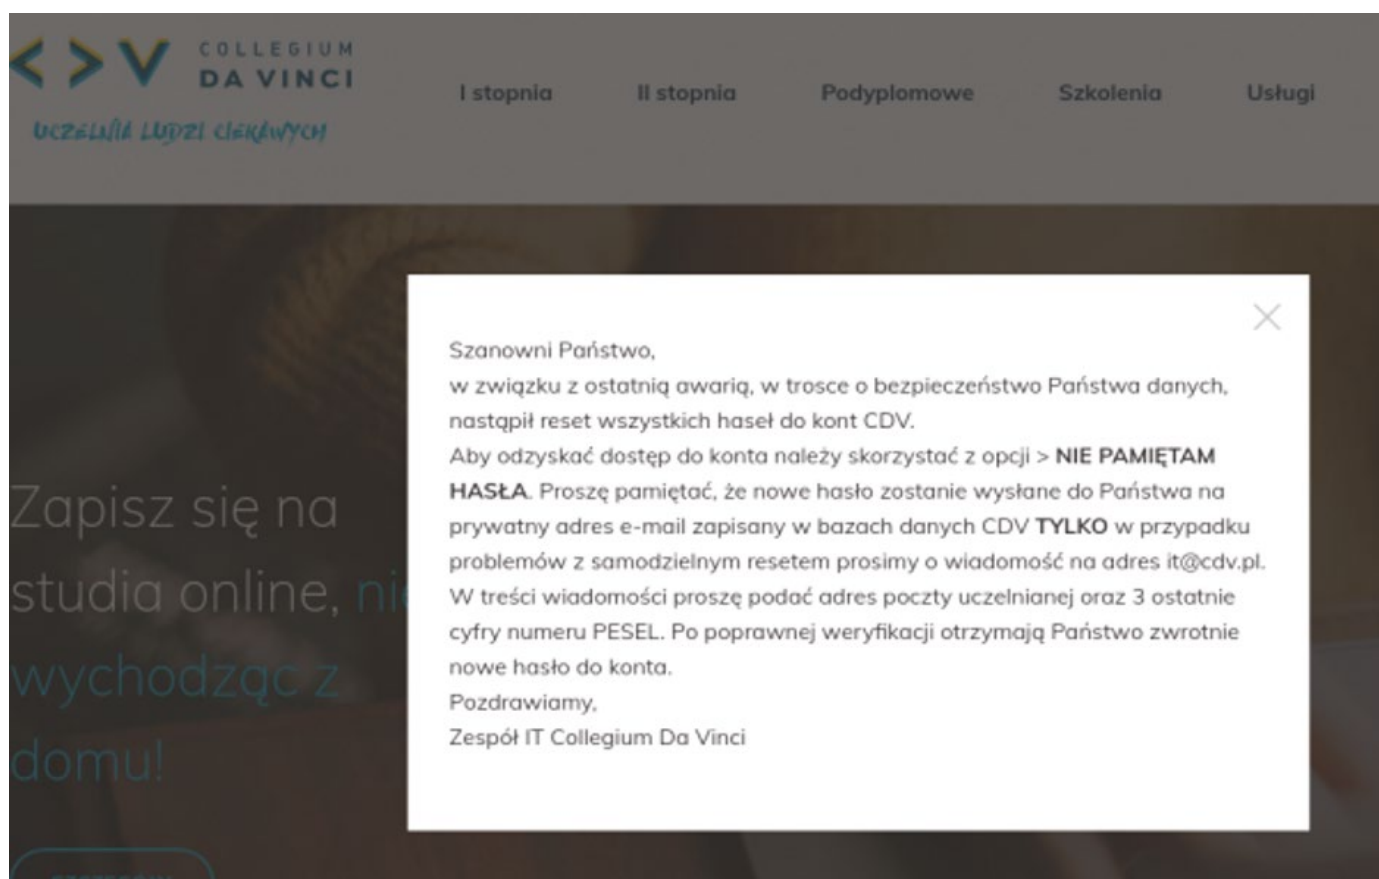 COLLEGIUM
DA VINCI
UCZELNIA LUDZI CIEKAWYCH
I stopnia
II stopnia
Podyplomowe
Szkolenia
Usługi
Zapisz się na
studia online, nie
wychodząc z
domu!
Szanowni Państwo,
w związku z ostatnią awarią, w trosce o bezpieczeństwo Państwa danych,
nastąpił reset wszystkich haseł do kont CDV.
Aby odzyskać dostęp do konta należy skorzystać z opcji > NIE PAMIĘTAM
HASŁA. Proszę pamiętać, że nowe hasło zostanie wysłane do Państwa na
prywatny adres e-mail zapisany w bazach danych CDV TYLKO w przypadku
problemów z samodzielnym resetem prosimy o wiadomość na adres it@cdv.pl.
W treści wiadomości proszę podać adres poczty uczelnianej oraz 3 ostatnie
cyfry numeru PESEL. Po poprawnej weryfikacji otrzymają Państwo zwrotnie
nowe hasło do konta.
Pozdrawiamy,
Zespół IT Collegium Da Vinci